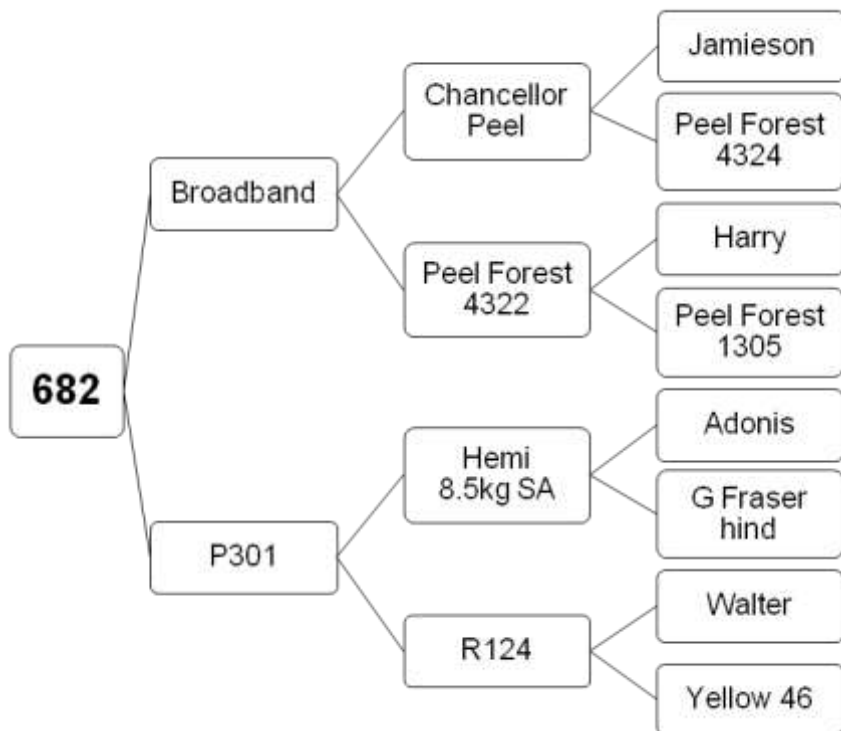 Jamieson
Chancellor
Peel
Peel Forest
4324
Broadband
Harry
Peel Forest
4322
Peel Forest
1305
682
Adonis
Hemi
8.5kg SA
G Fraser
hind
P301
Walter
R124
Yellow 46